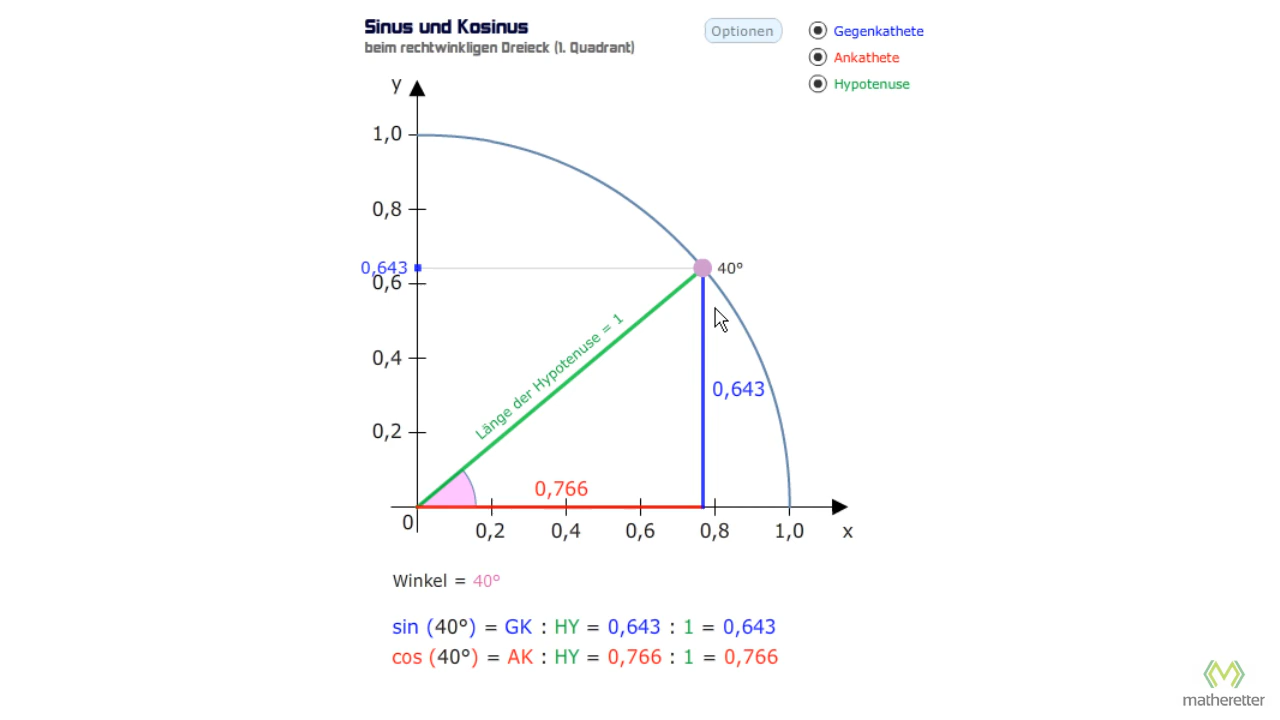 Sinus und Kosinus
beim rechtwinkligen Dreieck (1. Quadrant)
Optionen
Gegenkathete
Ankathete
Hypotenuse
y
1,0
0,8
0,643
40°
0,6
Länge der Hypotenuse = 1
0,4
0,643
0,2
0,766
0
0,2
0,4
0,6
0,8
1,0
x
Winkel = 40°
sin (40°) = GK : HY = 0,643 : 1 = 0,643
cos (40°) = AK : HY = 0,766 : 1 = 0,766
matheretter